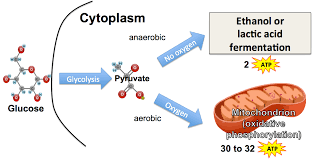 Cytoplasm
anaerobic
No oxygen
Ethanol or
lactic acid
fermentation
2 ATP
Glycolysis
Glucose
Pyruvate
Oxygen
aerobic
Mitochondrion
(oxidative
phosphorylation)
30 to 32 ATP